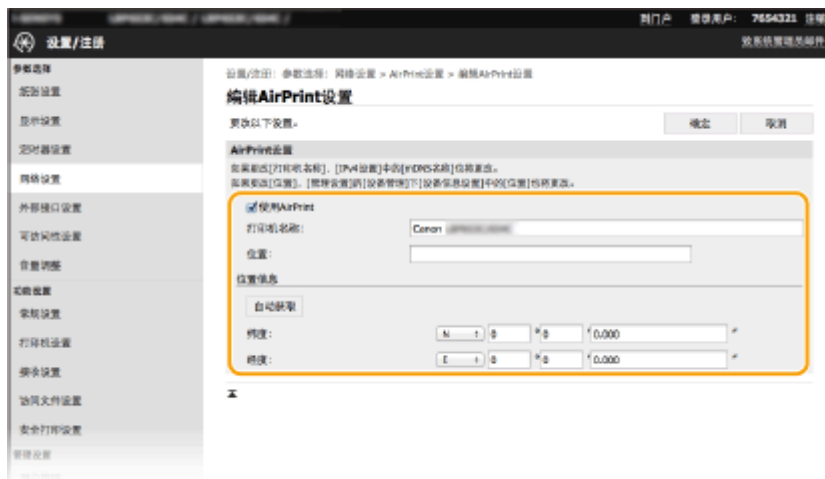 到门户 登录用户: 7654321 注销
设置/注册 致系统管理员邮件
参数选择
纸张设置
显示设置
定时器设置
网络设置
外部接口设置
可访问性设置
音量调整
功能设置
常规设置
打印机设置
接收设置
访问文件设置
安全打印设置
管理设置
设置/注册: 参数选择: 网络设置 > AirPrint设置 > 编辑AirPrint设置
编辑AirPrint设置
更改以下设置。 确定 取消
AirPrint设置
如果更改[打印机名称],[IPv4设置]中的[mDNS名称]也将更改。
如果更改[位置],[管理设置]的[设备管理]下[设备信息设置]中的[位置]也将更改。
使用AirPrint
打印机名称: Canon
位置:
位置信息
自动获取
纬度: N 0 ° 0 ' 0.000 "
经度: E 0 ° 0 ' 0.000 "